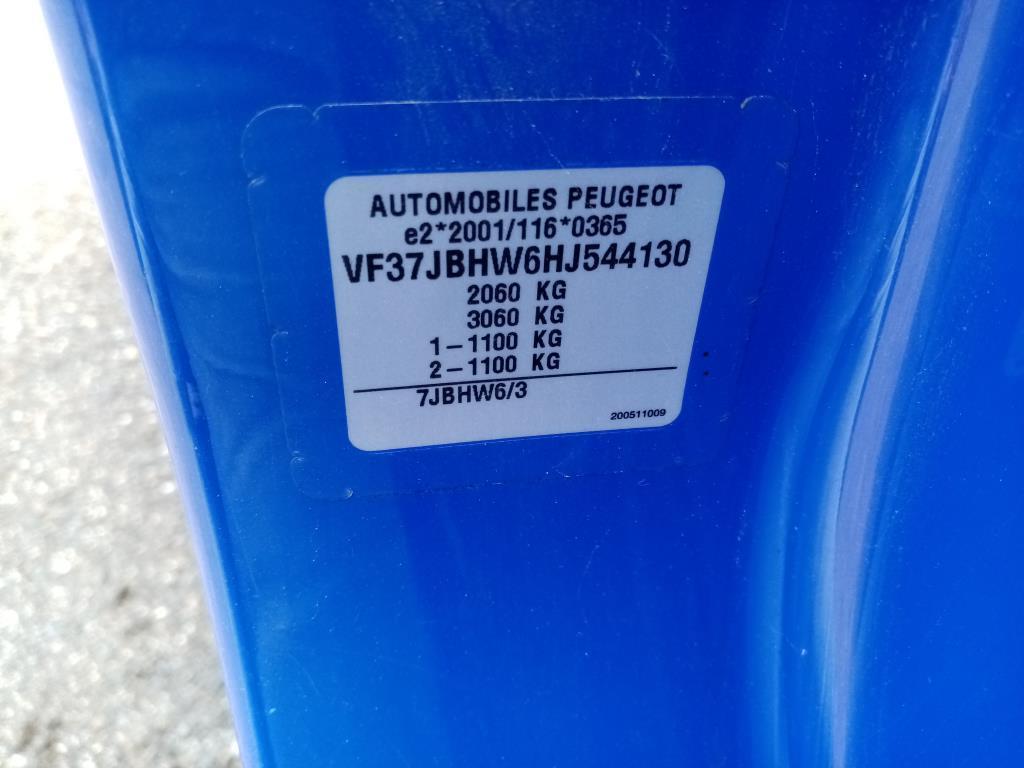 AUTOMOBILES PEUGEOT
e2*2001/116*0365
VF37JBHW6HJ544130
2060 KG
3060 KG
1-1100 KG
2-1100 KG
7JBHW6/3
200511009